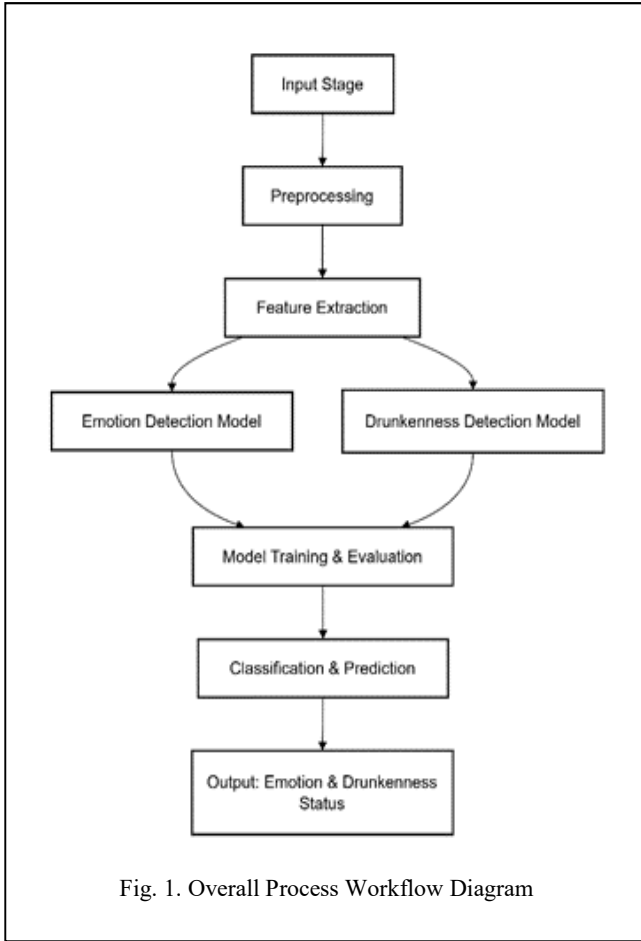 Input Stage
Preprocessing
Feature Extraction
Emotion Detection Model
Drunkenness Detection Model
Model Training & Evaluation
Classification & Prediction
Output: Emotion & Drunkenness
Status
Fig. 1. Overall Process Workflow Diagram